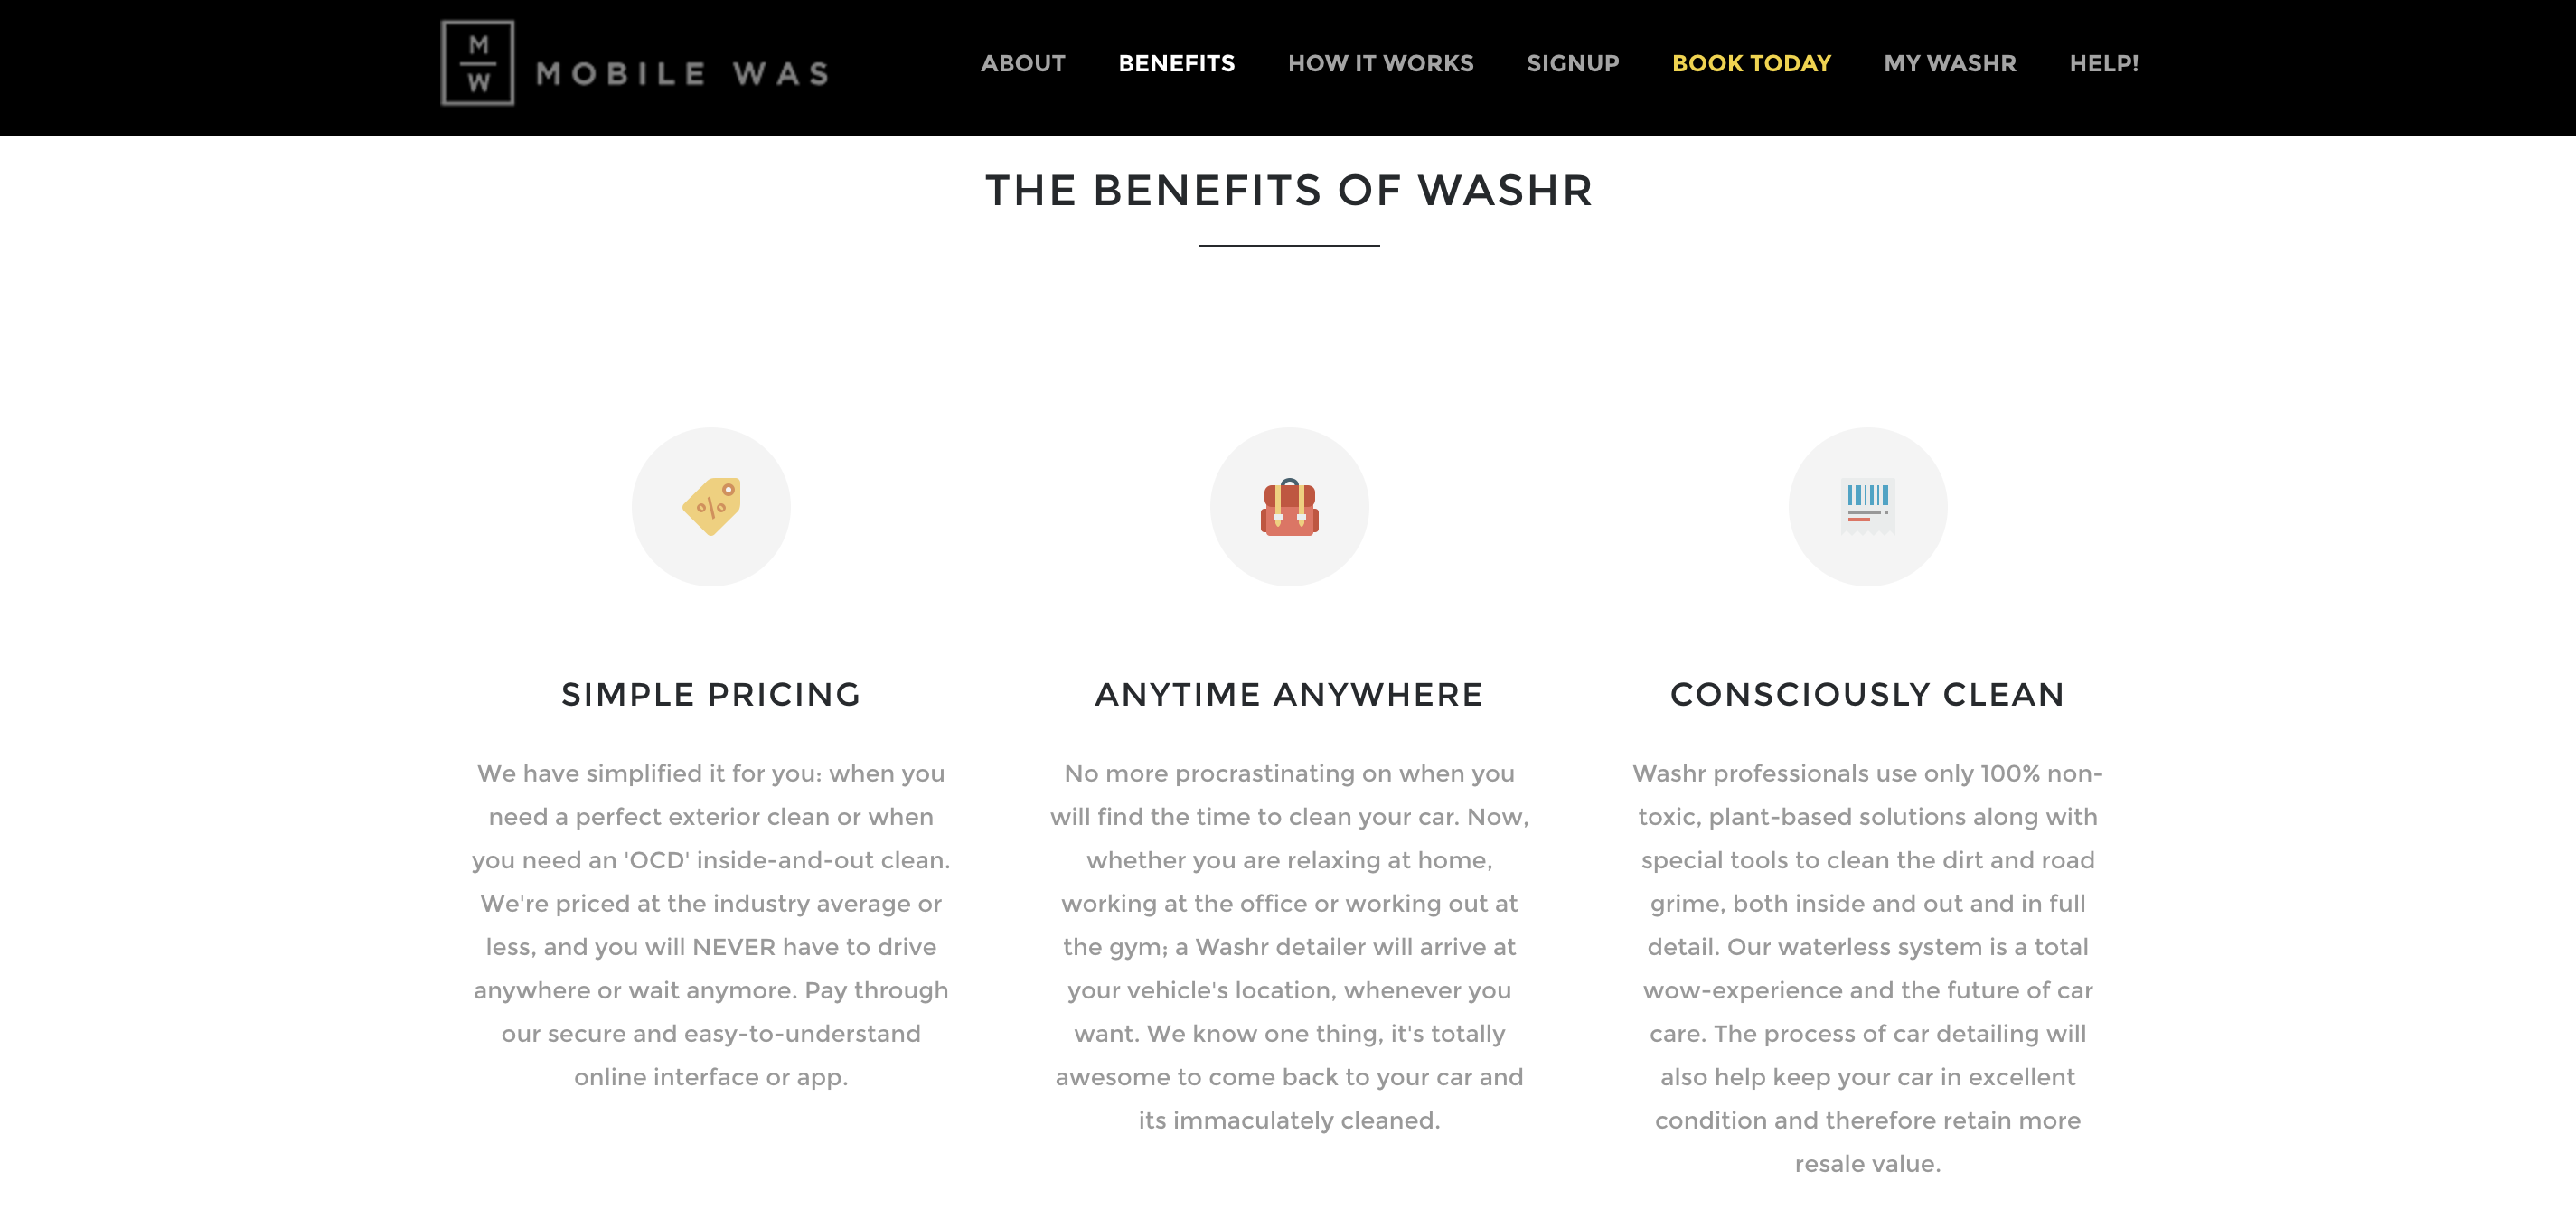 M
W
MOBILE WAS
ABOUT BENEFITS HOW IT WORKS SIGNUP BOOK TODAY MY WASHR HELP!
THE BENEFITS OF WASHR
%
SIMPLE PRICING
We have simplified it for you: when you
need a perfect exterior clean or when
you need an 'OCD' inside-and-out clean.
We're priced at the industry average or
less, and you will NEVER have to drive
anywhere or wait anymore. Pay through
our secure and easy-to-understand
online interface or app.
ANYTIME ANYWHERE
No more procrastinating on when you
will find the time to clean your car. Now,
whether you are relaxing at home,
working at the office or working out at
the gym; a Washr detailer will arrive at
your vehicle's location, whenever you
want. We know one thing, it's totally
awesome to come back to your car and
its immaculately cleaned.
CONSCIOUSLY CLEAN
Washr professionals use only 100% non-
toxic, plant-based solutions along with
special tools to clean the dirt and road
grime, both inside and out and in full
detail. Our waterless system is a total
wow-experience and the future of car
care. The process of car detailing will
also help keep your car in excellent
condition and therefore retain more
resale value.